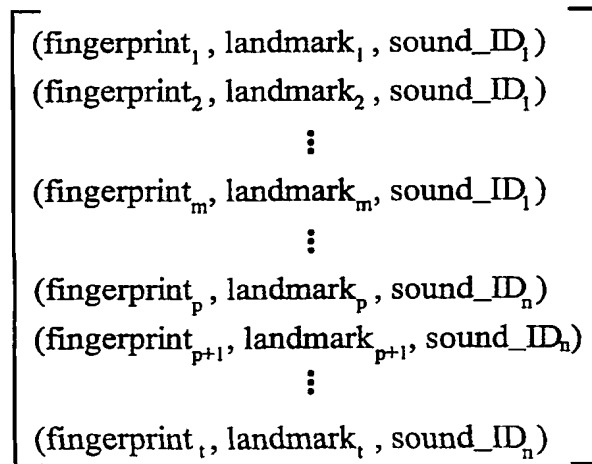 (fingerprint₁, landmark₁, sound_ID₁)
(fingerprint₂, landmark₂, sound_ID₁)
⋮
(fingerprintₘ, landmarkₘ, sound_ID₁)
⋮
(fingerprintₚ, landmarkₚ, sound_IDₙ)
(fingerprintₚ₊₁, landmarkₚ₊₁, sound_IDₙ)
⋮
(fingerprintₜ, landmarkₜ, sound_IDₙ)